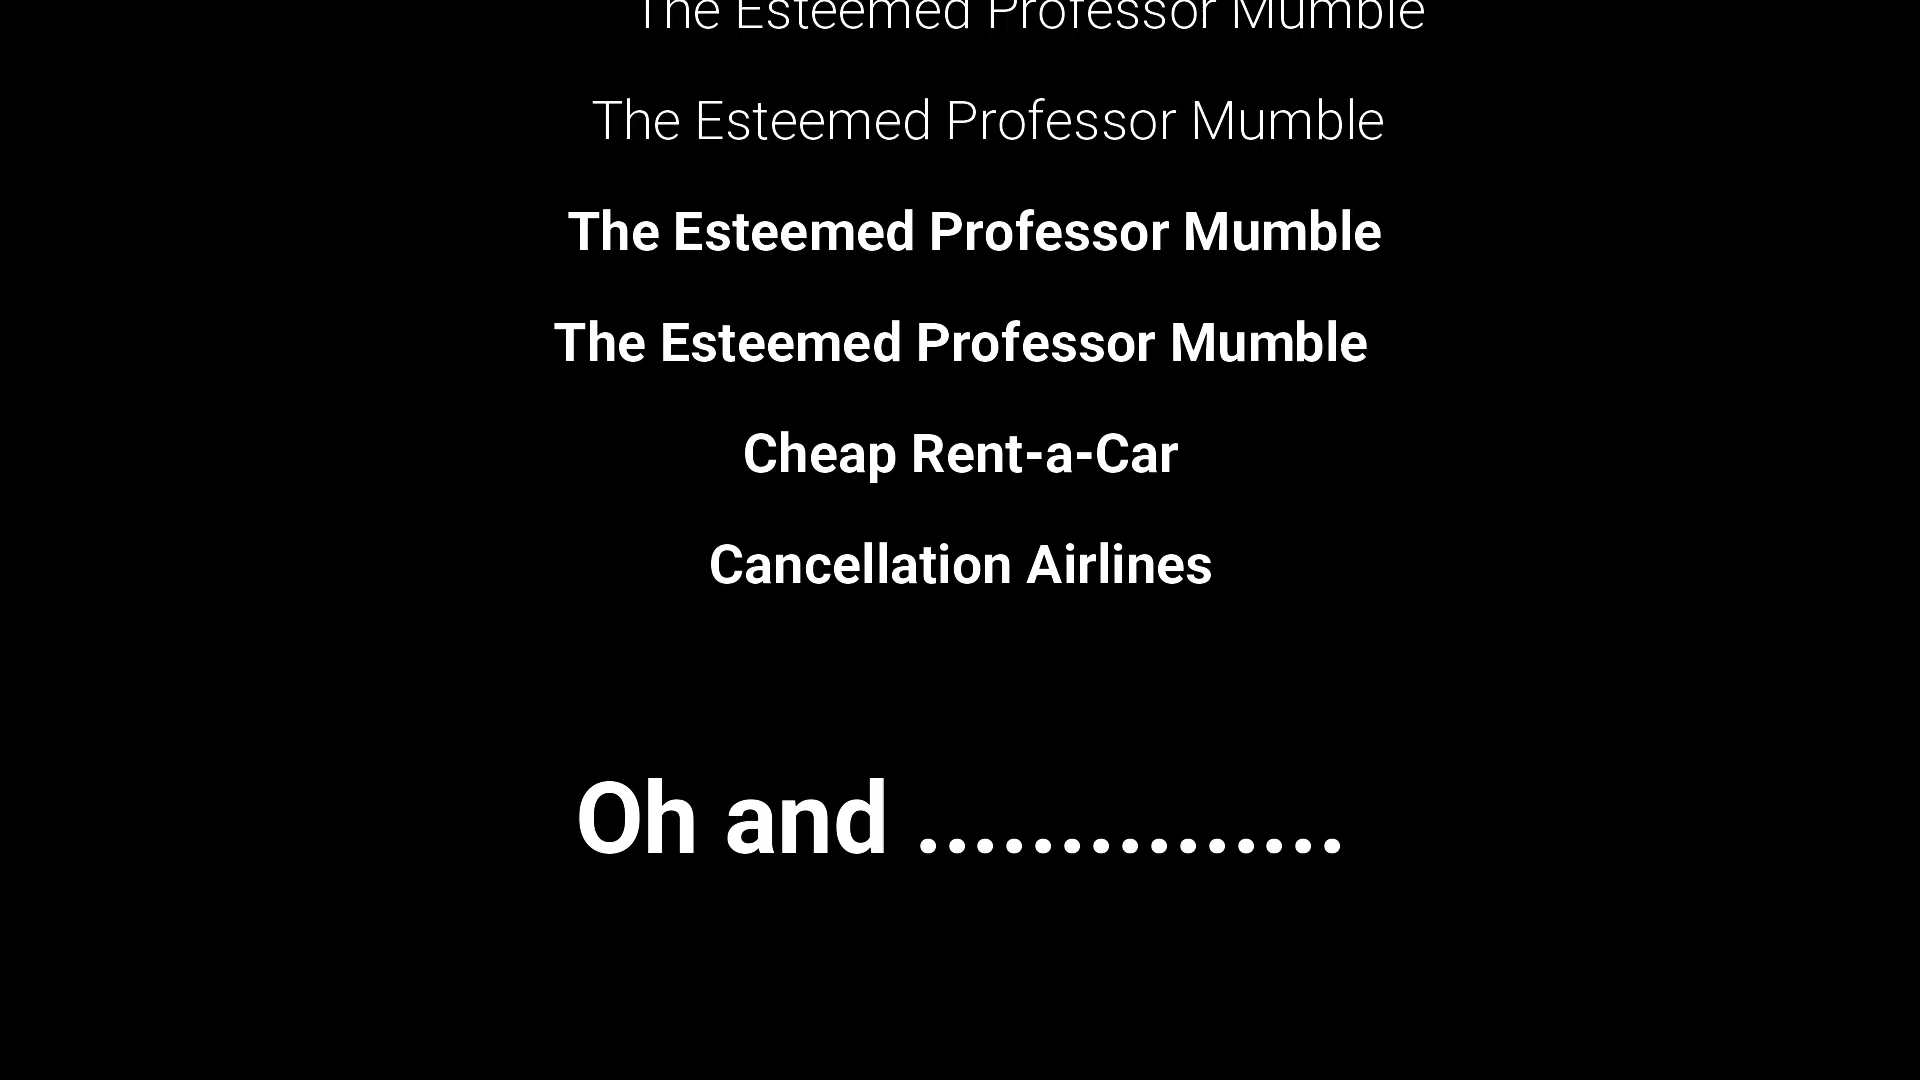 The Esteemed Professor Mumble
The Esteemed Professor Mumble
The Esteemed Professor Mumble
The Esteemed Professor Mumble
Cheap Rent-a-Car
Cancellation Airlines
Oh and ...............